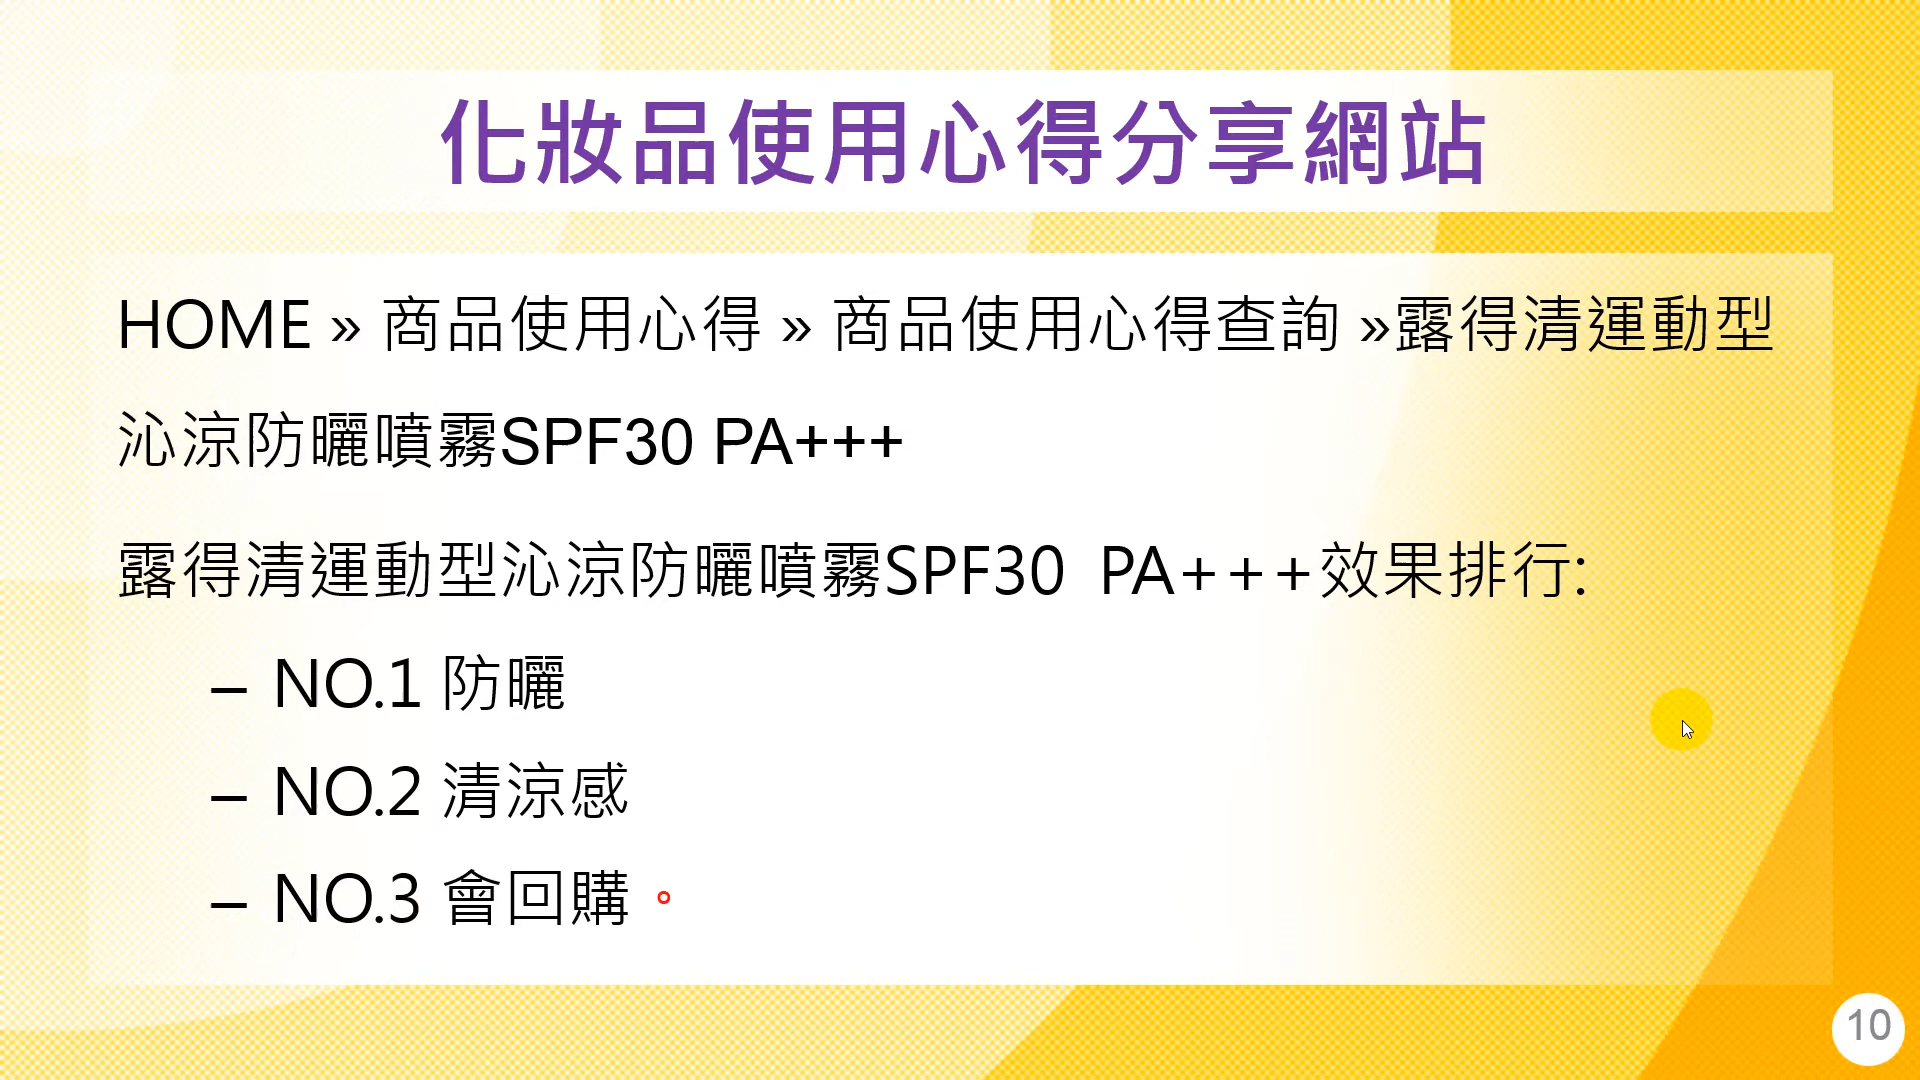 化妝品使用心得分享網站
HOME » 商品使用心得 » 商品使用心得查詢 »露得清運動型
沁涼防曬噴霧SPF30 PA+++
露得清運動型沁涼防曬噴霧SPF30 PA+++效果排行:
– NO.1 防曬
– NO.2 清涼感
– NO.3 會回購。
10